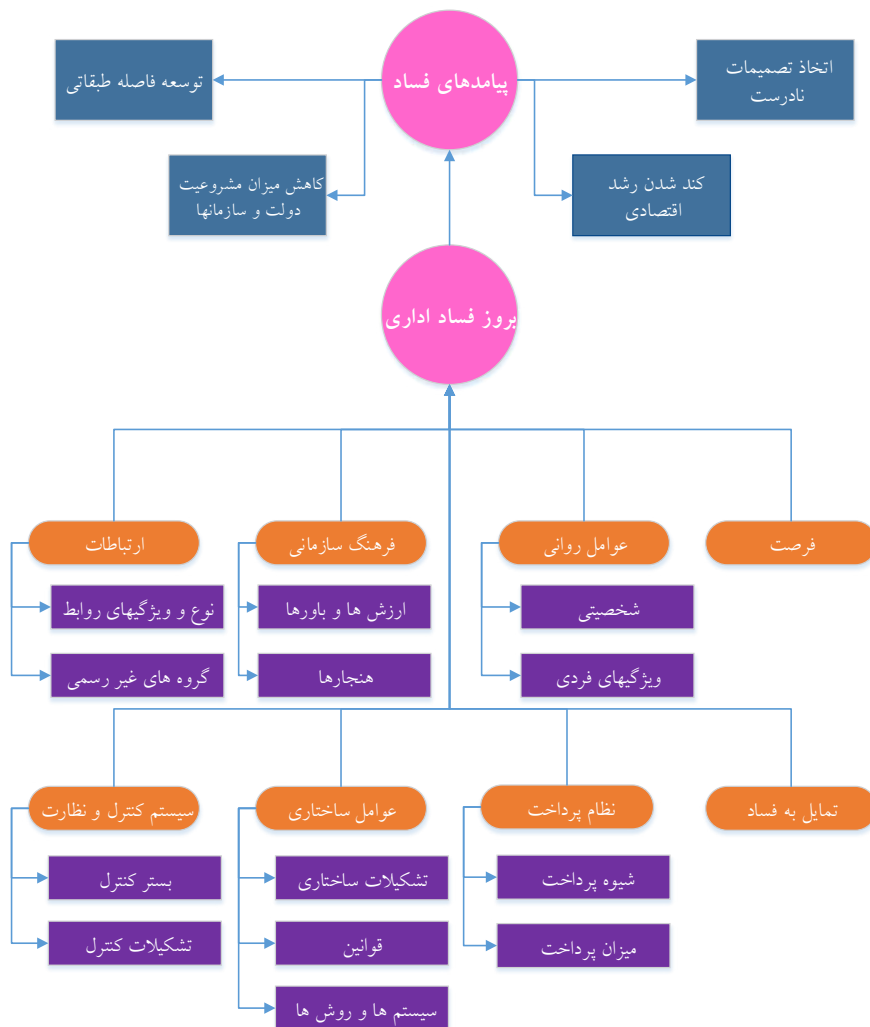 پیامدهای فساد
اتخاذ تصمیمات
نادرست
توسعه فاصله طبقاتی
کند شدن رشد
اقتصادی
کاهش میزان مشروعیت
دولت و سازمانها
بروز فساد اداری
فرصت
عوامل روانی
فرهنگ سازمانی
ارتباطات
شخصیتی
ارزش ها و باورها
نوع و ویژگیهای روابط
ویژگیهای فردی
هنجارها
گروه های غیر رسمی
تمایل به فساد
نظام پرداخت
عوامل ساختاری
سیستم کنترل و نظارت
شیوه پرداخت
تشکیلات ساختاری
بستر کنترل
میزان پرداخت
قوانین
تشکیلات کنترل
سیستم ها و روش ها